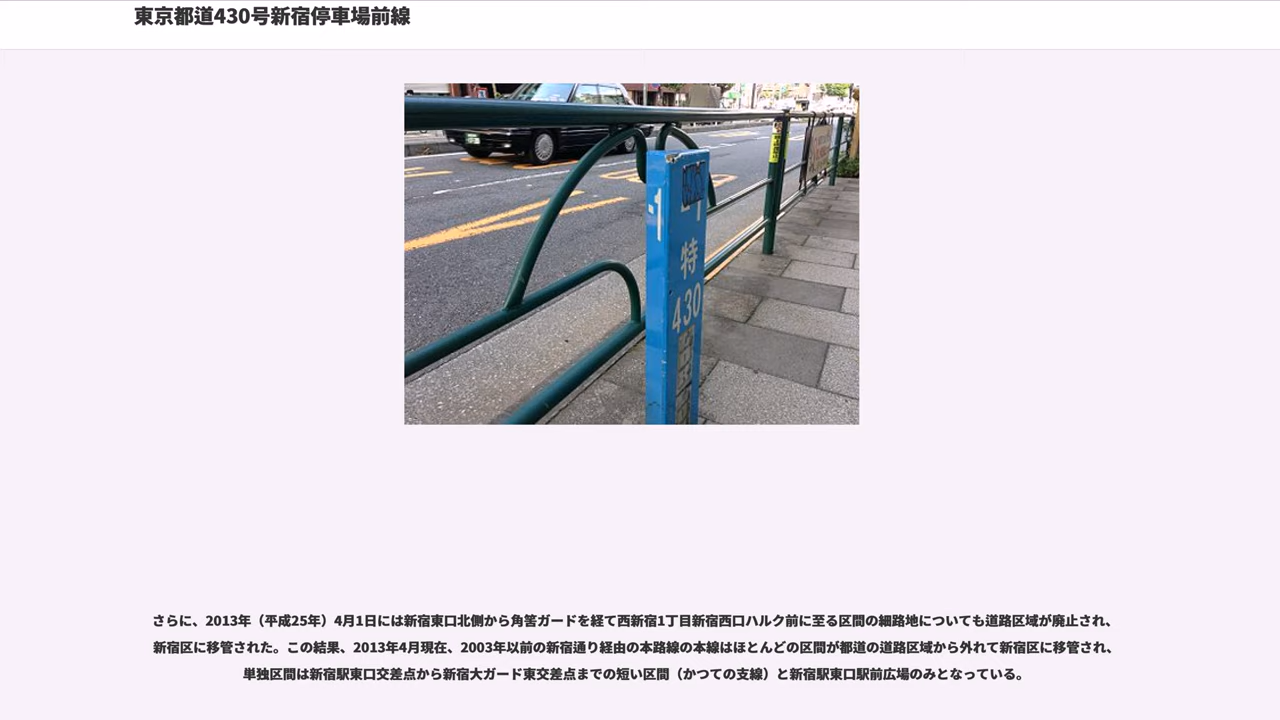 東京都道430号新宿停車場前線
特
430
さらに、2013年（平成25年）4月1日には新宿東口北側から角筈ガードを経て西新宿1丁目新宿西口ハルク前に至る区間の細路地についても道路区域が廃止され、
新宿区に移管された。この結果、2013年4月現在、2003年以前の新宿通り経由の本路線の本線はほとんどの区間が都道の道路区域から外れて新宿区に移管され、
単独区間は新宿駅東口交差点から新宿大ガード東交差点までの短い区間（かつての支線）と新宿駅東口駅前広場のみとなっている。